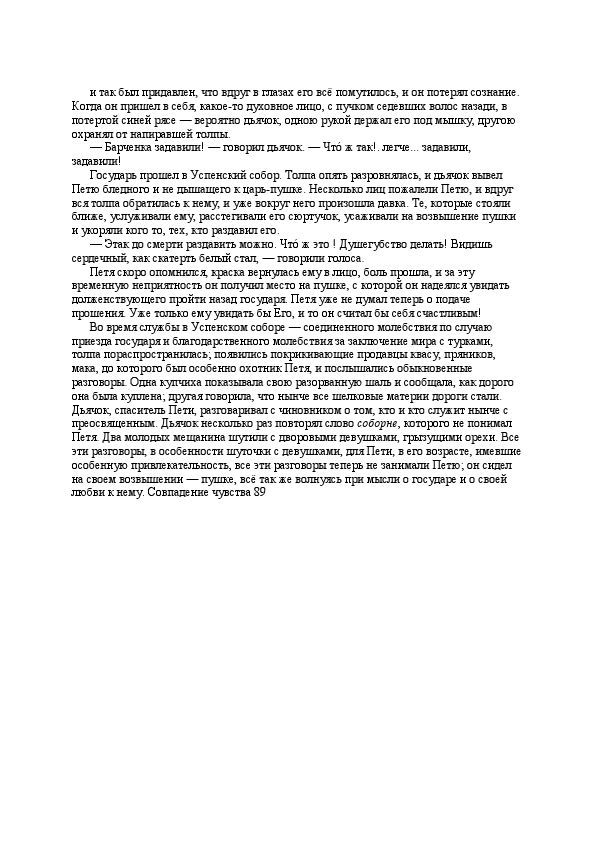 и так был придавлен, что вдруг в глазах его всё помутилось, и он потерял сознание.
Когда он пришел в себя, какое-то духовное лицо, с пучком седевших волос назади, в
потертой синей рясе — вероятно дьячок, одною рукой держал его под мышку, другою
охранял от напиравшей толпы.
— Барченка задавили! — говорил дьячок. — Что́ ж так!. легче... задавили,
задавили!
Государь прошел в Успенский собор. Толпа опять разровнялась, и дьячок вывел
Петю бледного и не дышащего к царь-пушке. Несколько лиц пожалели Петю, и вдруг
вся толпа обратилась к нему, и уже вокруг него произошла давка. Те, которые стояли
ближе, услуживали ему, расстегивали его сюртучок, усаживали на возвышение пушки
и укоряли кого то, тех, кто раздавил его.
— Этак до смерти раздавить можно. Что́ ж это ! Душегубство делать! Видишь
сердечный, как скатерть белый стал, — говорили голоса.
Петя скоро опомнился, краска вернулась ему в лицо, боль прошла, и за эту
временную неприятность он получил место на пушке, с которой он надеялся увидать
долженствующего пройти назад государя. Петя уже не думал теперь о подаче
прошения. Уже только ему увидать бы Его, и то он считал бы себя счастливым!
Во время службы в Успенском соборе — соединенного молебствия по случаю
приезда государя и благодарственного молебствия за заключение мира с турками,
толпа пораспространилась; появились покрикивающие продавцы квасу, пряников,
мака, до которого был особенно охотник Петя, и послышались обыкновенные
разговоры. Одна купчиха показывала свою разорванную шаль и сообщала, как дорого
она была куплена; другая говорила, что нынче все шелковые материи дороги стали.
Дьячок, спаситель Пети, разговаривал с чиновником о том, кто и кто служит нынче с
преосвященным. Дьячок несколько раз повторял слово соборне, которого не понимал
Петя. Два молодых мещанина шутили с дворовыми девушками, грызущими орехи. Все
эти разговоры, в особенности шуточки с девушками, для Пети, в его возрасте, имевшие
особенную привлекательность, все эти разговоры теперь не занимали Петю; он сидел
на своем возвышении — пушке, всё так же волнуясь при мысли о государе и о своей
любви к нему. Совпадение чувства 89